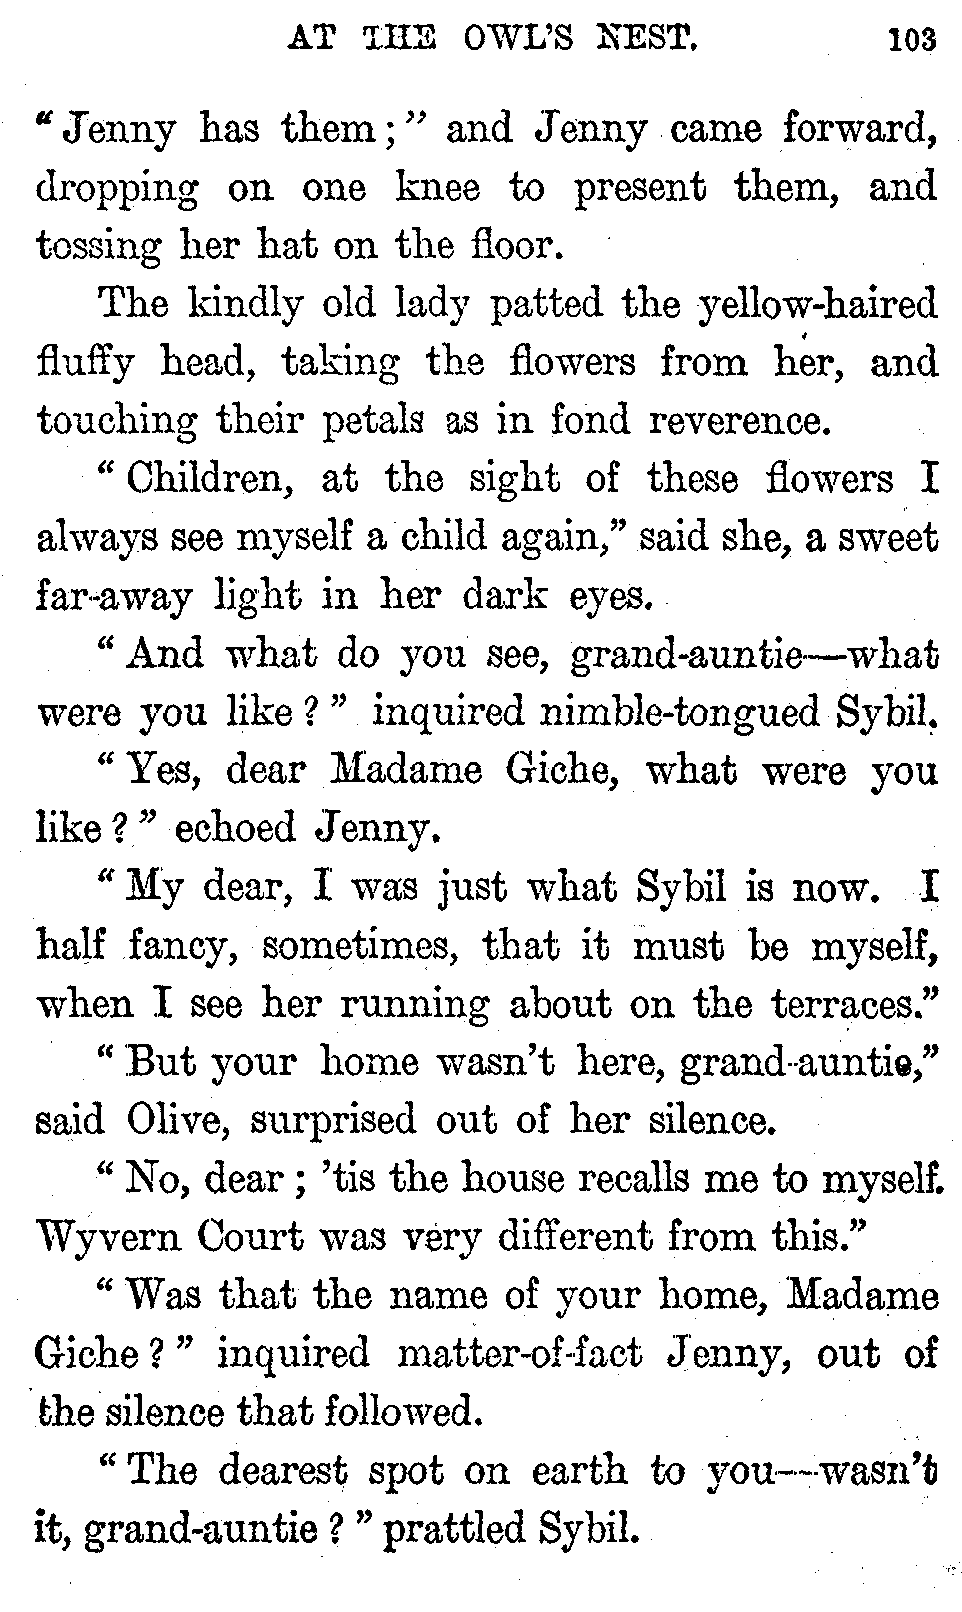 AT THE OWL'S NEST. 103
"Jenny has them;" and Jenny came forward,
dropping on one knee to present them, and
tossing her hat on the floor.
The kindly old lady patted the yellow-haired
fluffy head, taking the flowers from her, and
touching their petals as in fond reverence.
"Children, at the sight of these flowers I
always see myself a child again," said she, a sweet
far-away light in her dark eyes.
"And what do you see, grand-auntie—what
were you like?" inquired nimble-tongued Sybil.
"Yes, dear Madame Giche, what were you
like?" echoed Jenny.
"My dear, I was just what Sybil is now. I
half fancy, sometimes, that it must be myself,
when I see her running about on the terraces."
"But your home wasn't here, grand-auntie,"
said Olive, surprised out of her silence.
"No, dear; 'tis the house recalls me to myself.
Wyvern Court was very different from this."
"Was that the name of your home, Madame
Giche?" inquired matter-of-fact Jenny, out of
the silence that followed.
"The dearest spot on earth to you—wasn't
it, grand-auntie?" prattled Sybil.